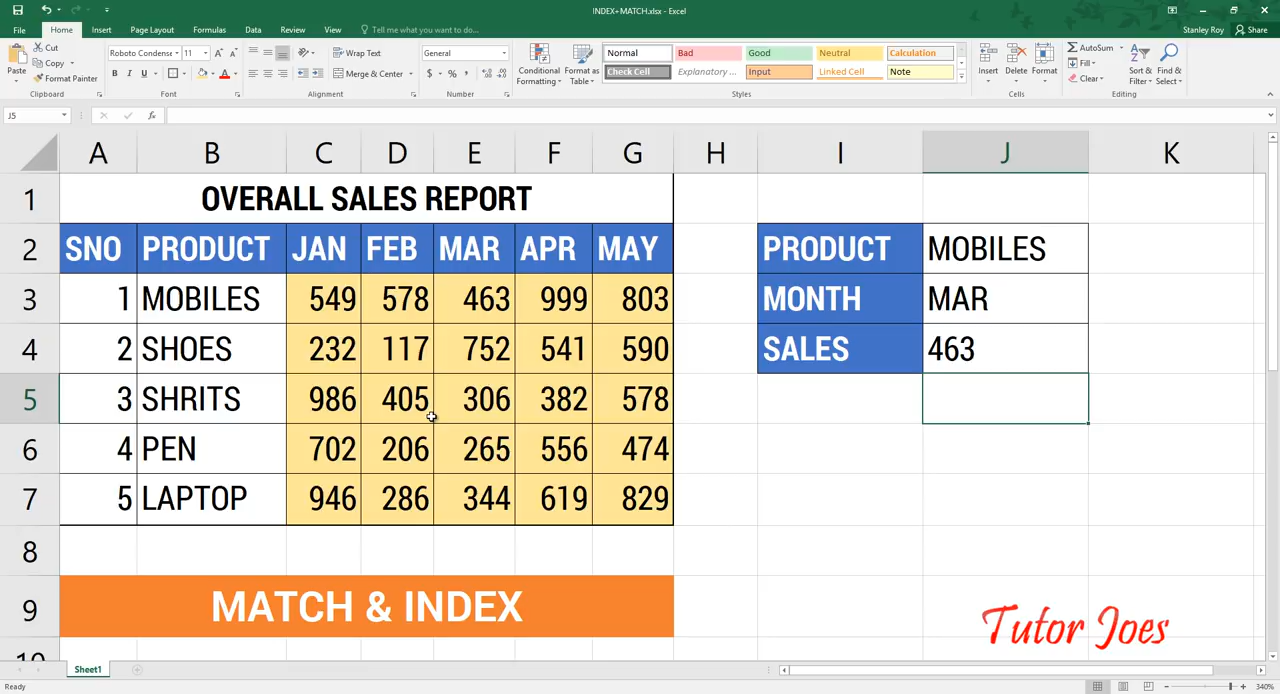 INDEX+MATCH.xlsx - Excel
File Home Insert Page Layout Formulas Data Review View Tell me what you want to do... Stanley Roy Share
Paste Cut Copy Format Painter
Clipboard
Roboto Condense 11 A A
B I U A
Font
Wrap Text
Merge & Center
Alignment
General
$ % ,
Number
Conditional Formatting Format as Table
Normal Bad Good Neutral Calculation
Check Cell Explanatory ... Input Linked Cell Note
Styles
Insert Delete Format
Cells
AutoSum Fill Clear Sort & Filter Find & Select
Editing
J5 fx
A B C D E F G H I J K
1 OVERALL SALES REPORT
2 SNO PRODUCT JAN FEB MAR APR MAY PRODUCT MOBILES
3 1 MOBILES 549 578 463 999 803 MONTH MAR
4 2 SHOES 232 117 752 541 590 SALES 463
5 3 SHRITS 986 405 306 382 578
6 4 PEN 702 206 265 556 474
7 5 LAPTOP 946 286 344 619 829
8
9 MATCH & INDEX
Tutor Joes
10
Sheet1
Ready 340%